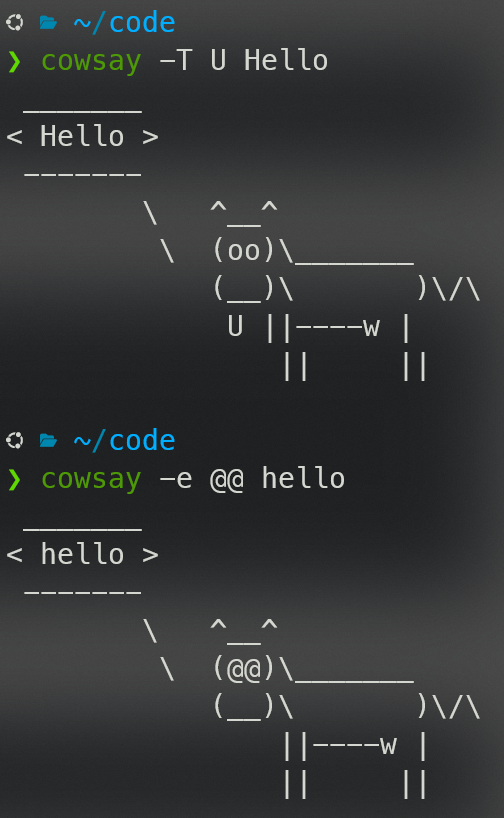 ~/code
❯ cowsay -T U Hello
 _______
< Hello >
 -------
        \   ^__^
         \  (oo)\_______
            (__)\       )\/\
             U ||----w |
                ||     ||
~/code
❯ cowsay -e @@ hello
 _______
< hello >
 -------
        \   ^__^
         \  (@@)\_______
            (__)\       )\/\
                ||----w |
                ||     ||